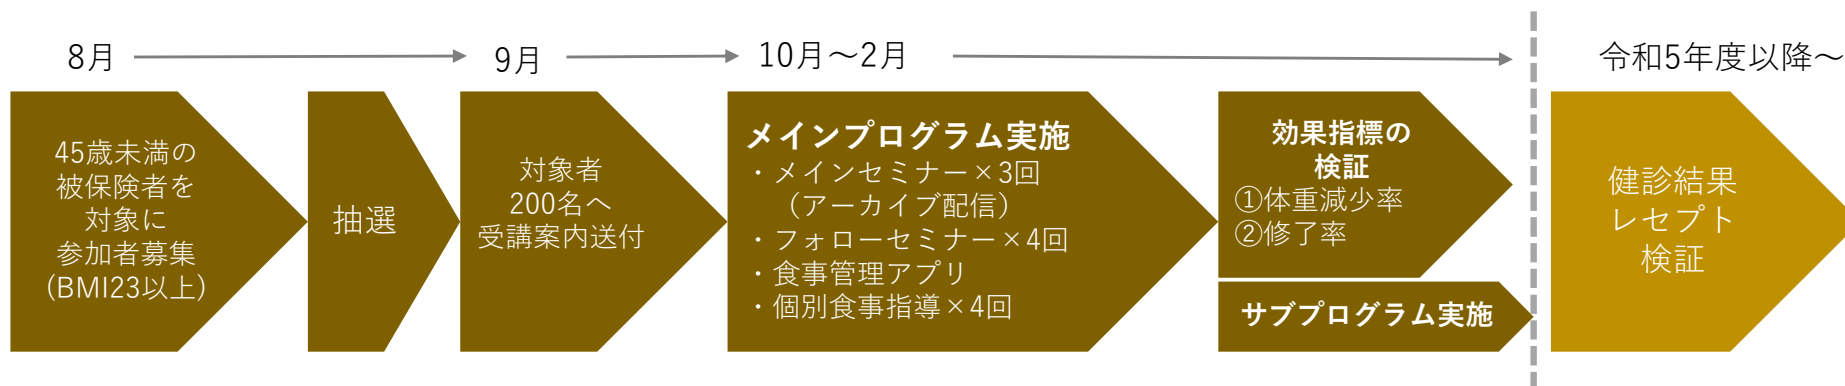 8月
9月
10月～2月
令和5年度以降～
45歳未満の
被保険者を
対象に
参加者募集
(BMI23以上)
抽選
対象者
200名へ
受講案内送付
メインプログラム実施
・メインセミナー×3回
（アーカイブ配信）
・フォローセミナー×4回
・食事管理アプリ
・個別食事指導×4回
効果指標の
検証
①体重減少率
②修了率
サブプログラム実施
健診結果
レセプト
検証